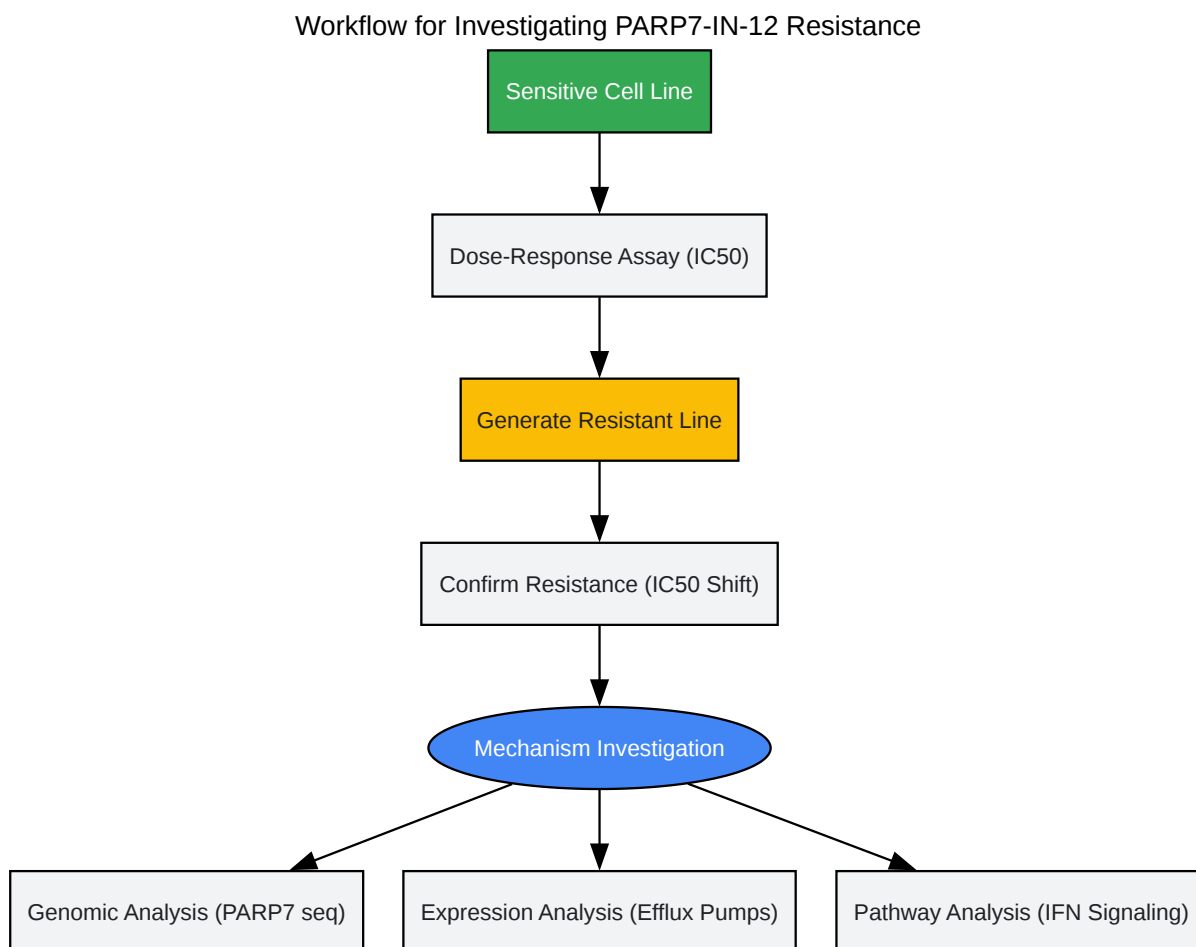 Workflow for Investigating PARP7-IN-12 Resistance
Sensitive Cell Line
Dose-Response Assay (IC50)
Generate Resistant Line
Confirm Resistance (IC50 Shift)
Mechanism Investigation
Genomic Analysis (PARP7 seq)
Expression Analysis (Efflux Pumps)
Pathway Analysis (IFN Signaling)